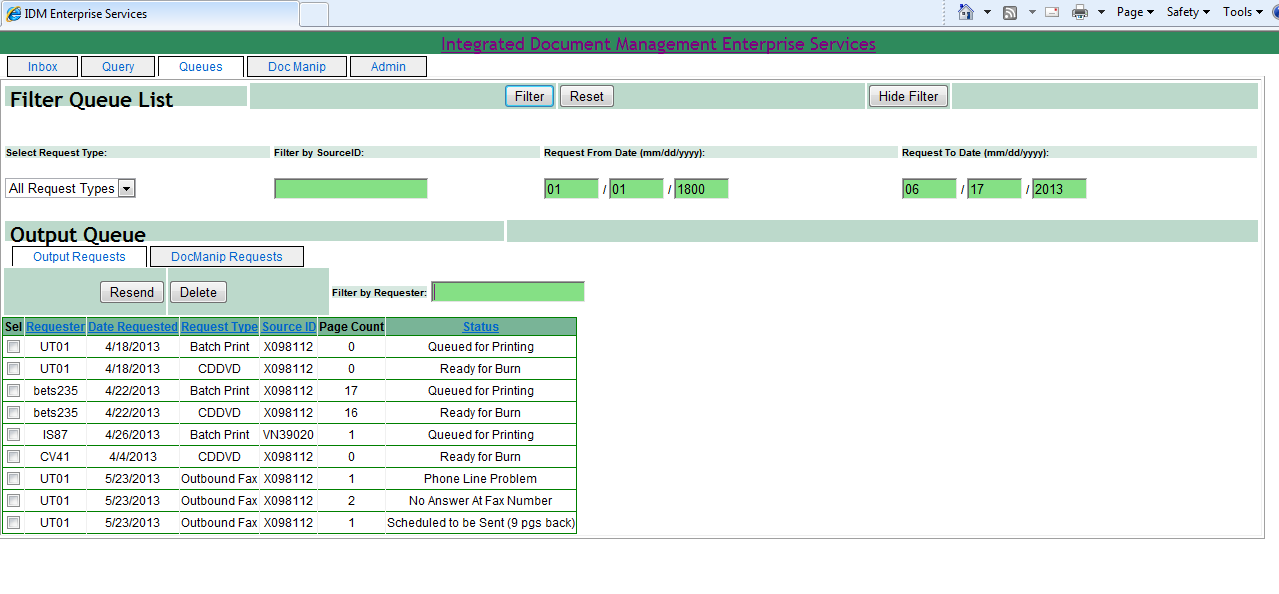 IDM Enterprise Services
Page Safety Tools
Integrated Document Management Enterprise Services
Inbox Query Queues Doc Manip Admin
Filter Queue List Filter Reset Hide Filter
Select Request Type: Filter by SourceID: Request From Date (mm/dd/yyyy): Request To Date (mm/dd/yyyy):
All Request Types 01 / 01 / 1800 06 / 17 / 2013
Output Queue
Output Requests DocManip Requests
Resend Delete Filter by Requester:
Sel Requester Date Requested Request Type Source ID Page Count Status
UT01 4/18/2013 Batch Print X098112 0 Queued for Printing
UT01 4/18/2013 CDDVD X098112 0 Ready for Burn
bets235 4/22/2013 Batch Print X098112 17 Queued for Printing
bets235 4/22/2013 CDDVD X098112 16 Ready for Burn
IS87 4/26/2013 Batch Print VN39020 1 Queued for Printing
CV41 4/4/2013 CDDVD X098112 0 Ready for Burn
UT01 5/23/2013 Outbound Fax X098112 1 Phone Line Problem
UT01 5/23/2013 Outbound Fax X098112 2 No Answer At Fax Number
UT01 5/23/2013 Outbound Fax X098112 1 Scheduled to be Sent (9 pgs back)